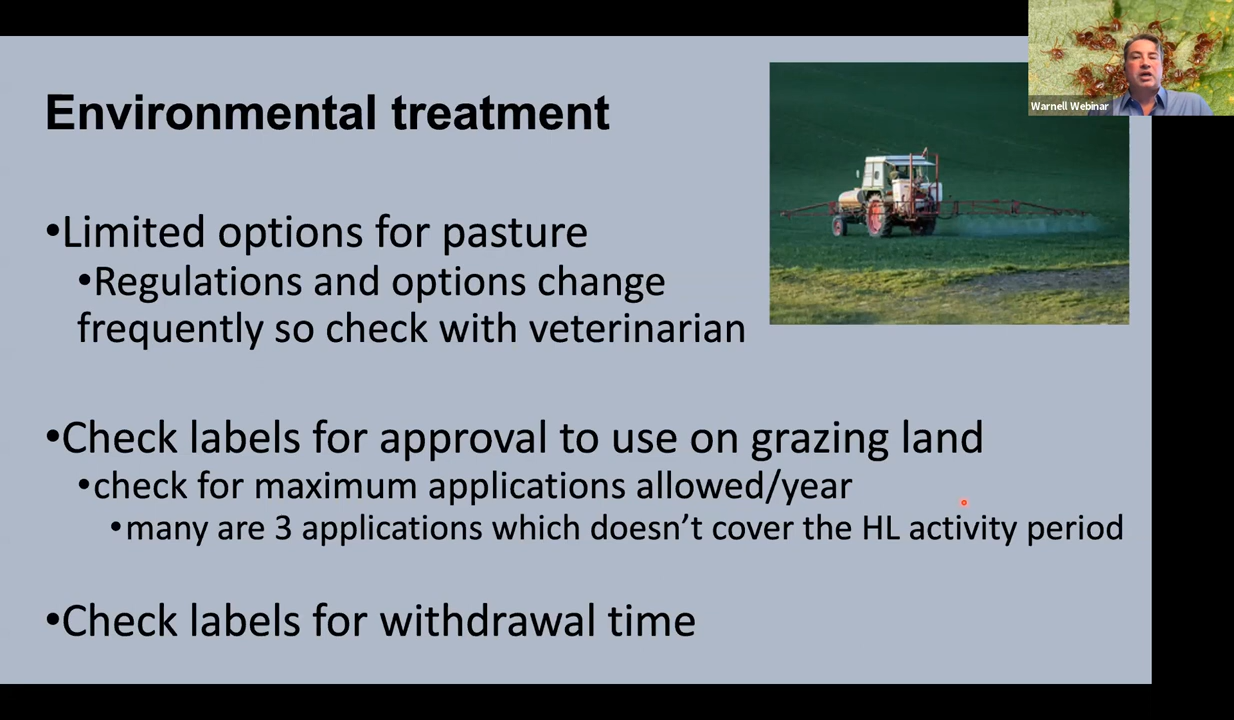 Warnell Webinar
Environmental treatment
•Limited options for pasture
•Regulations and options change
frequently so check with veterinarian
•Check labels for approval to use on grazing land
•check for maximum applications allowed/year
•many are 3 applications which doesn’t cover the HL activity period
•Check labels for withdrawal time